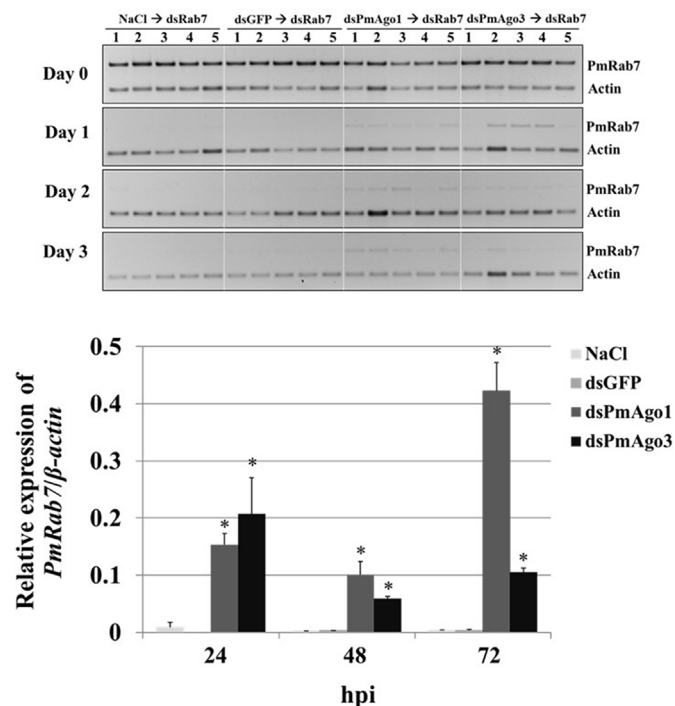 NaCl → dsRab7 dsGFP → dsRab7 dsPmAgo1 → dsRab7 dsPmAgo3 → dsRab7
1 2 3 4 5 1 2 3 4 5 1 2 3 4 5 1 2 3 4 5
Day 0
PmRab7
Actin
Day 1
PmRab7
Actin
Day 2
PmRab7
Actin
Day 3
PmRab7
Actin
Relative expression of
PmRab7/β-actin
0.5
0.4
0.3
0.2
0.1
0
* * * * * *
24 48 72
hpi
NaCl
dsGFP
dsPmAgo1
dsPmAgo3